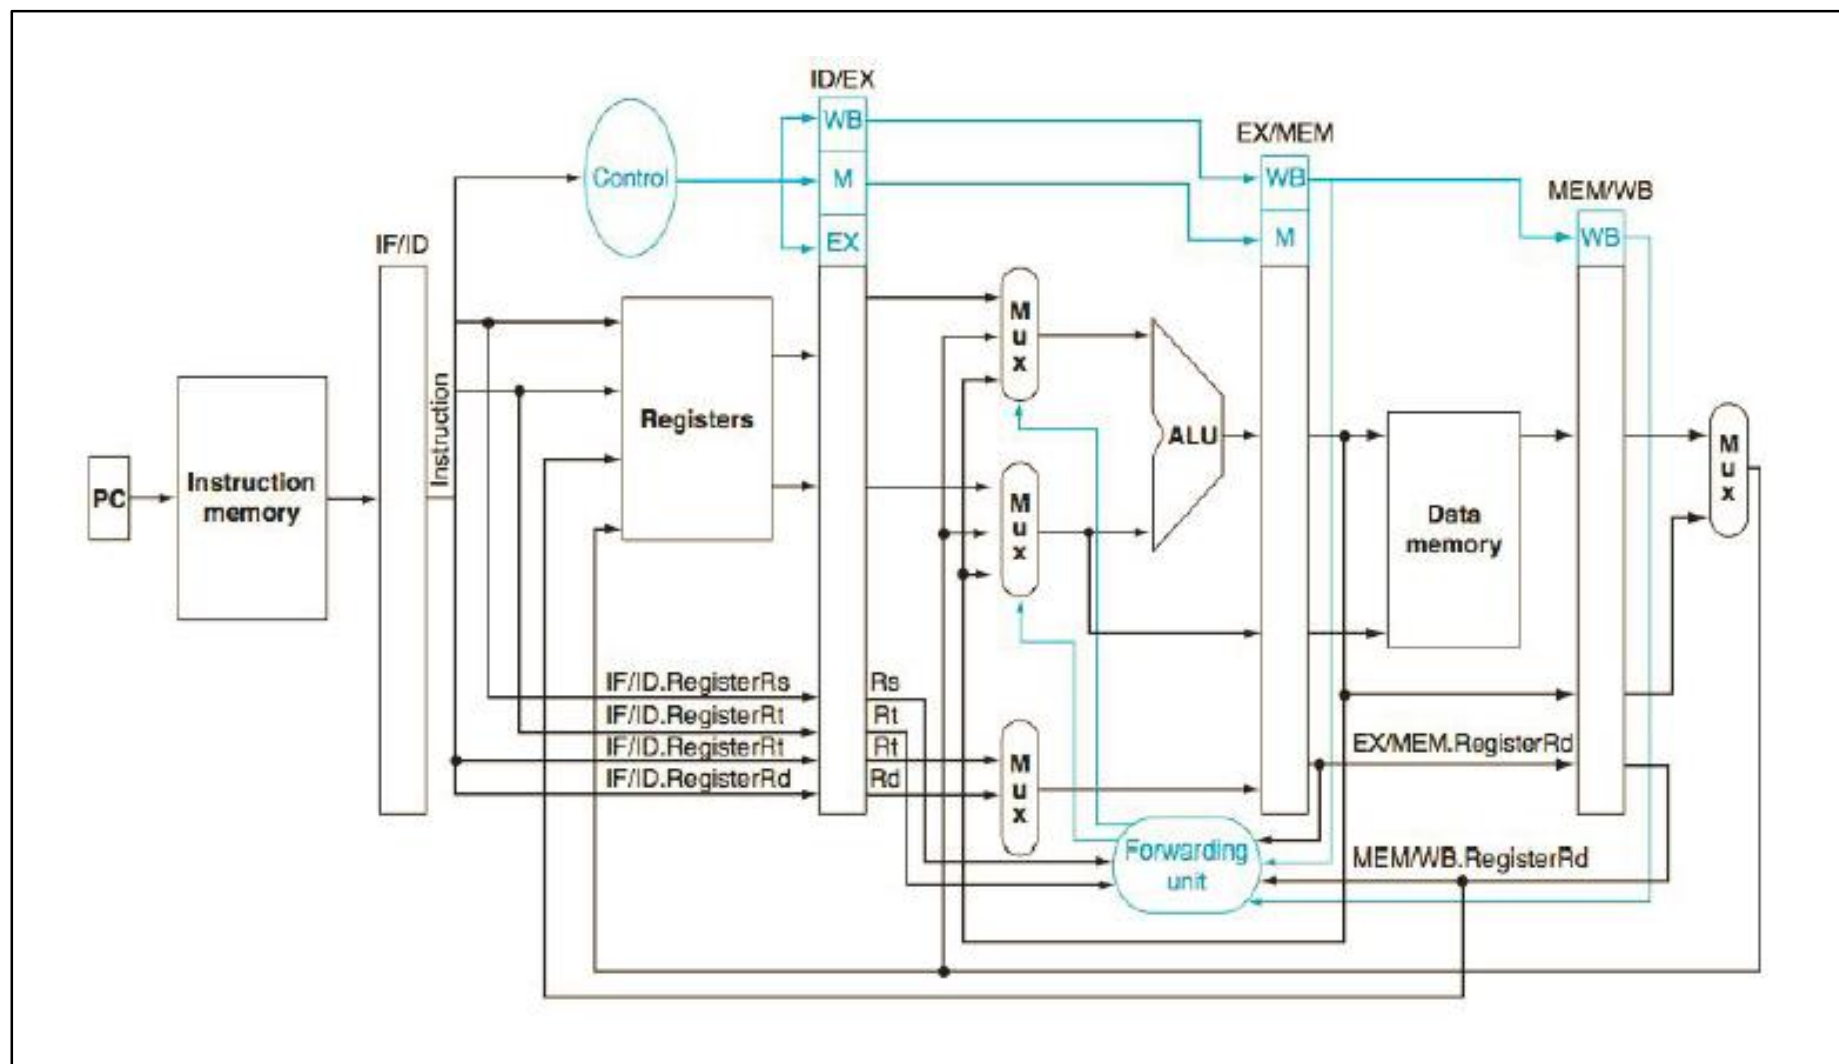 ID/EX
WB
EX/MEM
Control
M
WB
MEM/WB
IF/ID
EX
M
WB
M
u
x
Instruction
Registers
ALU
M
u
x
PC
Instruction
memory
M
u
x
Data
memory
IF/ID.RegisterRs
Rs
IF/ID.RegisterRt
Rt
IF/ID.RegisterRt
Rt
EX/MEM.RegisterRd
IF/ID.RegisterRd
Rd
M
u
x
Forwarding
unit
MEM/WB.RegisterRd